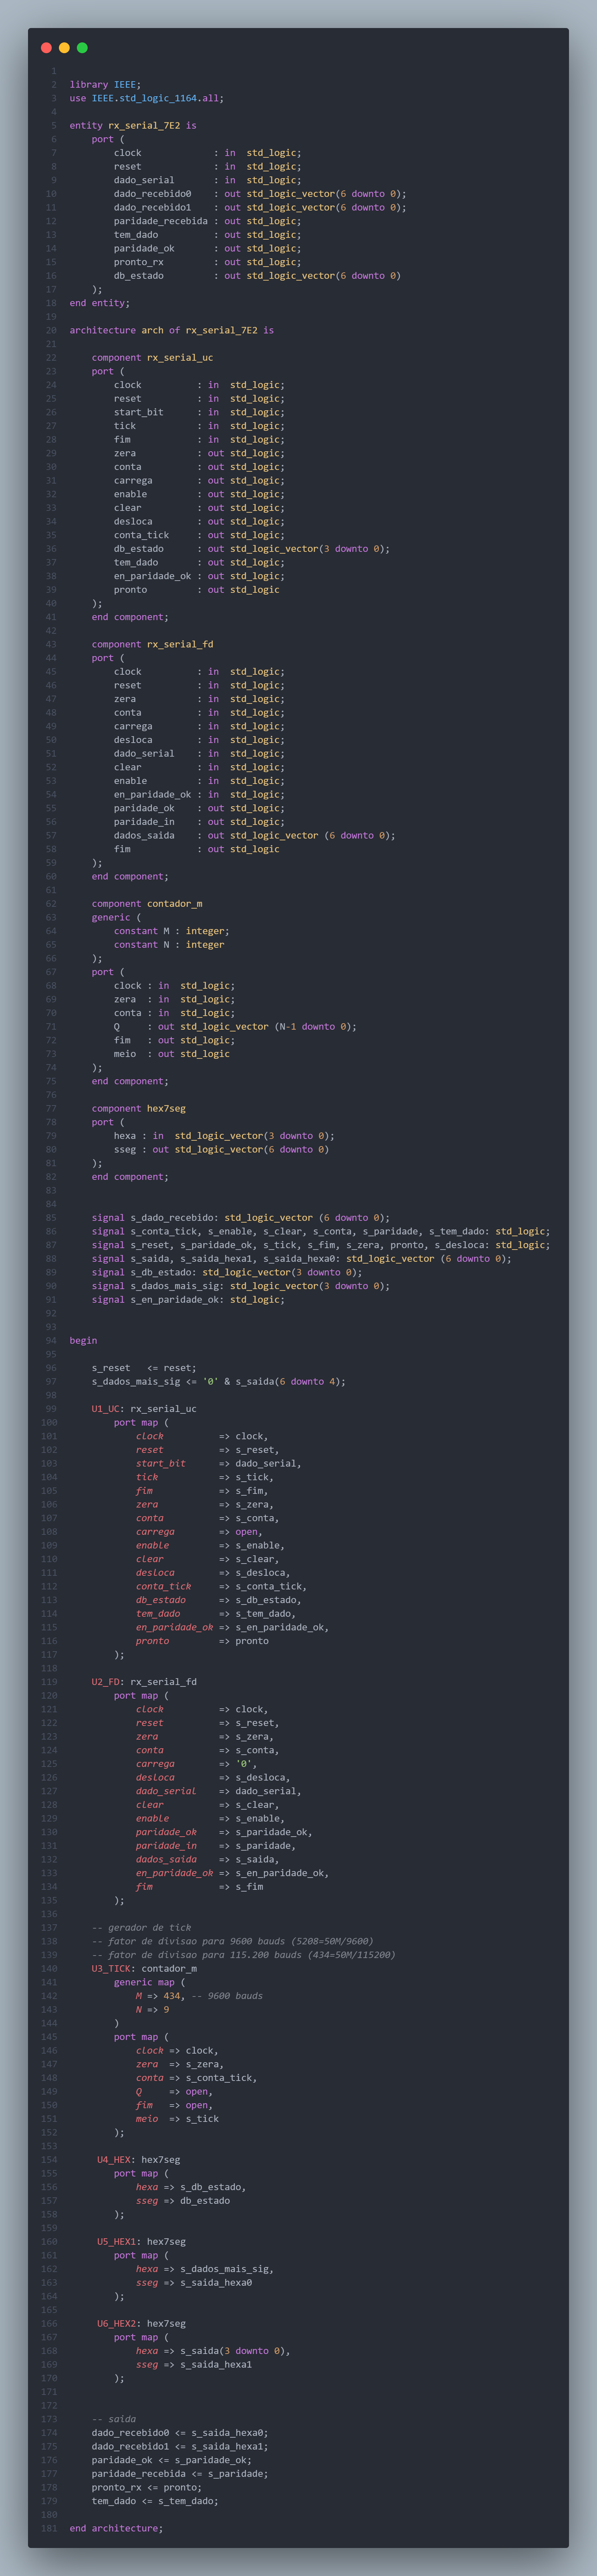 1
2 library IEEE;
3 use IEEE.std_logic_1164.all;
4
5 entity rx_serial_7E2 is
6     port (
7         clock             : in  std_logic;
8         reset             : in  std_logic;
9         dado_serial       : in  std_logic;
10         dado_recebido0    : out std_logic_vector(6 downto 0);
11         dado_recebido1    : out std_logic_vector(6 downto 0);
12         paridade_recebida : out std_logic;
13         tem_dado          : out std_logic;
14         paridade_ok       : out std_logic;
15         pronto_rx         : out std_logic;
16         db_estado         : out std_logic_vector(6 downto 0)
17     );
18 end entity;
19
20 architecture arch of rx_serial_7E2 is
21
22     component rx_serial_uc
23     port (
24         clock          : in  std_logic;
25         reset          : in  std_logic;
26         start_bit      : in  std_logic;
27         tick           : in  std_logic;
28         fim            : in  std_logic;
29         zera           : out std_logic;
30         conta          : out std_logic;
31         carrega        : out std_logic;
32         enable         : out std_logic;
33         clear          : out std_logic;
34         desloca        : out std_logic;
35         conta_tick     : out std_logic;
36         db_estado      : out std_logic_vector(3 downto 0);
37         tem_dado       : out std_logic;
38         en_paridade_ok : out std_logic;
39         pronto         : out std_logic
40     );
41     end component;
42
43     component rx_serial_fd
44     port (
45         clock          : in  std_logic;
46         reset          : in  std_logic;
47         zera           : in  std_logic;
48         conta          : in  std_logic;
49         carrega        : in  std_logic;
50         desloca        : in  std_logic;
51         dado_serial    : in  std_logic;
52         clear          : in  std_logic;
53         enable         : in  std_logic;
54         en_paridade_ok : in  std_logic;
55         paridade_ok    : out std_logic;
56         paridade_in    : out std_logic;
57         dados_saida    : out std_logic_vector (6 downto 0);
58         fim            : out std_logic
59     );
60     end component;
61
62     component contador_m
63     generic (
64         constant M : integer;
65         constant N : integer
66     );
67     port (
68         clock : in  std_logic;
69         zera  : in  std_logic;
70         conta : in  std_logic;
71         Q     : out std_logic_vector (N-1 downto 0);
72         fim   : out std_logic;
73         meio  : out std_logic
74     );
75     end component;
76
77     component hex7seg
78     port (
79         hexa : in  std_logic_vector(3 downto 0);
80         sseg : out std_logic_vector(6 downto 0)
81     );
82     end component;
83
84
85     signal s_dado_recebido: std_logic_vector (6 downto 0);
86     signal s_conta_tick, s_enable, s_clear, s_conta, s_paridade, s_tem_dado: std_logic;
87     signal s_reset, s_paridade_ok, s_tick, s_fim, s_zera, pronto, s_desloca: std_logic;
88     signal s_saida, s_saida_hexa1, s_saida_hexa0: std_logic_vector (6 downto 0);
89     signal s_db_estado: std_logic_vector(3 downto 0);
90     signal s_dados_mais_sig: std_logic_vector(3 downto 0);
91     signal s_en_paridade_ok: std_logic;
92
93
94 begin
95
96     s_reset   <= reset;
97     s_dados_mais_sig <= '0' & s_saida(6 downto 4);
98
99     U1_UC: rx_serial_uc
100         port map (
101             clock          => clock,
102             reset          => s_reset,
103             start_bit      => dado_serial,
104             tick           => s_tick,
105             fim            => s_fim,
106             zera           => s_zera,
107             conta          => s_conta,
108             carrega        => open,
109             enable         => s_enable,
110             clear          => s_clear,
111             desloca        => s_desloca,
112             conta_tick     => s_conta_tick,
113             db_estado      => s_db_estado,
114             tem_dado       => s_tem_dado,
115             en_paridade_ok => s_en_paridade_ok,
116             pronto         => pronto
117         );
118
119     U2_FD: rx_serial_fd
120         port map (
121             clock          => clock,
122             reset          => s_reset,
123             zera           => s_zera,
124             conta          => s_conta,
125             carrega        => '0',
126             desloca        => s_desloca,
127             dado_serial    => dado_serial,
128             clear          => s_clear,
129             enable         => s_enable,
130             paridade_ok    => s_paridade_ok,
131             paridade_in    => s_paridade,
132             dados_saida    => s_saida,
133             en_paridade_ok => s_en_paridade_ok,
134             fim            => s_fim
135         );
136
137     -- gerador de tick
138     -- fator de divisao para 9600 bauds (5208=50M/9600)
139     -- fator de divisao para 115.200 bauds (434=50M/115200)
140     U3_TICK: contador_m
141         generic map (
142             M => 434, -- 9600 bauds
143             N => 9
144         )
145         port map (
146             clock => clock,
147             zera  => s_zera,
148             conta => s_conta_tick,
149             Q     => open,
150             fim   => open,
151             meio  => s_tick
152         );
153
154      U4_HEX: hex7seg
155         port map (
156             hexa => s_db_estado,
157             sseg => db_estado
158         );
159
160      U5_HEX1: hex7seg
161         port map (
162             hexa => s_dados_mais_sig,
163             sseg => s_saida_hexa0
164         );
165
166      U6_HEX2: hex7seg
167         port map (
168             hexa => s_saida(3 downto 0),
169             sseg => s_saida_hexa1
170         );
171
172
173     -- saida
174     dado_recebido0 <= s_saida_hexa0;
175     dado_recebido1 <= s_saida_hexa1;
176     paridade_ok <= s_paridade_ok;
177     paridade_recebida <= s_paridade;
178     pronto_rx <= pronto;
179     tem_dado <= s_tem_dado;
180
181 end architecture;